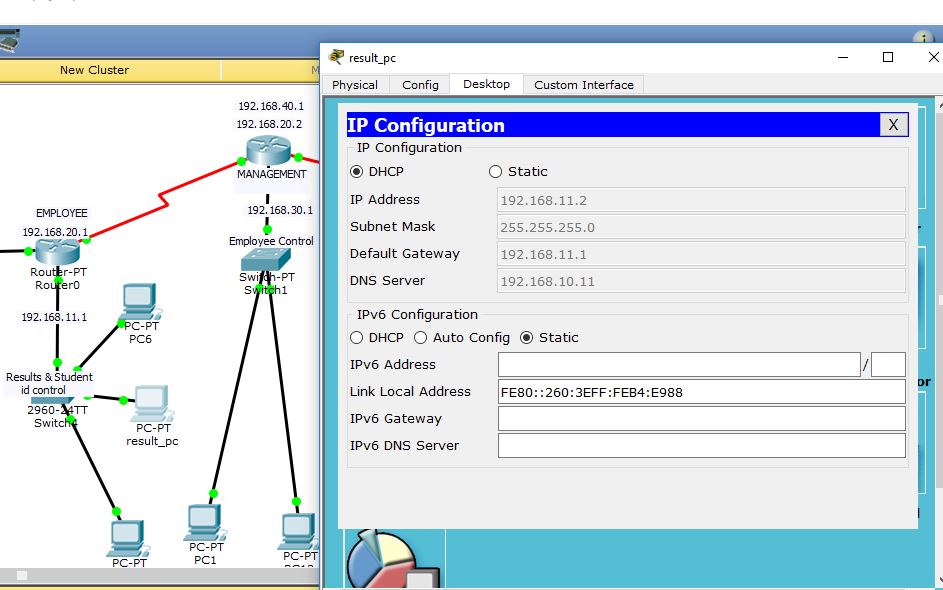 New Cluster
i
result_pc
Physical
Config
Desktop
Custom Interface
192.168.40.1
192.168.20.2
MANAGEMENT
192.168.30.1
EMPLOYEE
192.168.20.1
Employee Control
Router-PT
Router0
Switch-PT
Switch1
192.168.11.1
PC-PT
PC6
Results & Student
id control
2960-24TT
Switch4
PC-PT
result_pc
PC-PT
PC-PT
PC1
PC-PT
IP Configuration
X
IP Configuration
DHCP
Static
IP Address
192.168.11.2
Subnet Mask
255.255.255.0
Default Gateway
192.168.11.1
DNS Server
192.168.10.11
IPv6 Configuration
DHCP
Auto Config
Static
IPv6 Address
/
Link Local Address
FE80::260:3EFF:FEB4:E988
IPv6 Gateway
IPv6 DNS Server
or